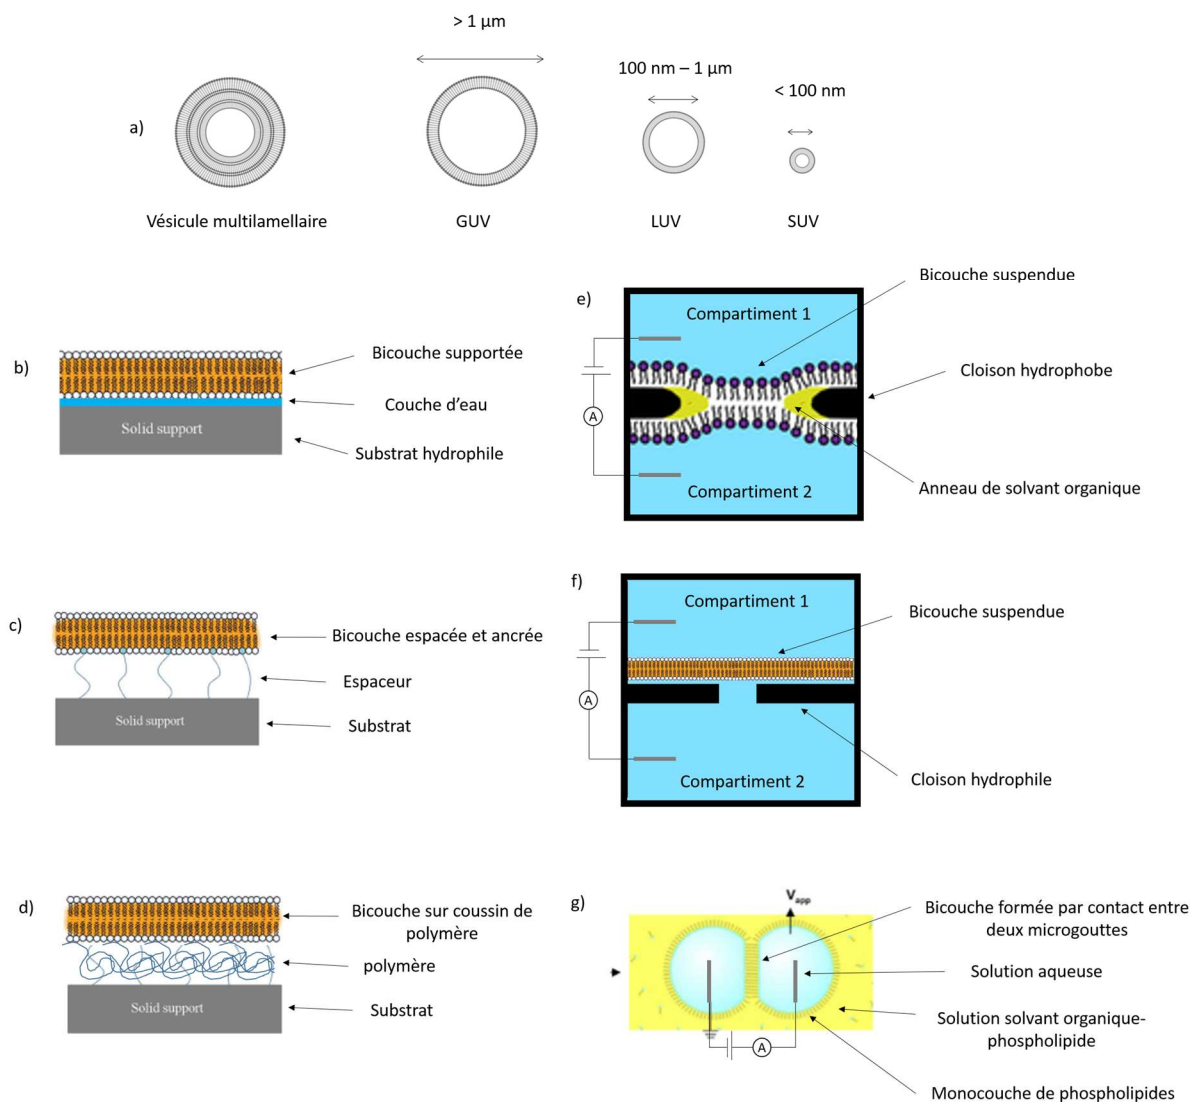 a)
> 1 µm
100 nm – 1 µm
< 100 nm
Vésicule multilamellaire
GUV
LUV
SUV
b)
Bicouche supportée
Couche d'eau
Solid support
Substrat hydrophile
c)
Bicouche espacée et ancrée
Espaceur
Solid support
Substrat
d)
Bicouche sur coussin de
polymère
polymère
Solid support
Substrat
e)
Bicouche suspendue
Compartiment 1
Cloison hydrophobe
A
Compartiment 2
Anneau de solvant organique
f)
Compartiment 1
Bicouche suspendue
A
Compartiment 2
Cloison hydrophile
g)
Vapp
Bicouche formée par contact entre
deux microgouttes
Solution aqueuse
Solution solvant organique-
phospholipide
A
Monocouche de phospholipides